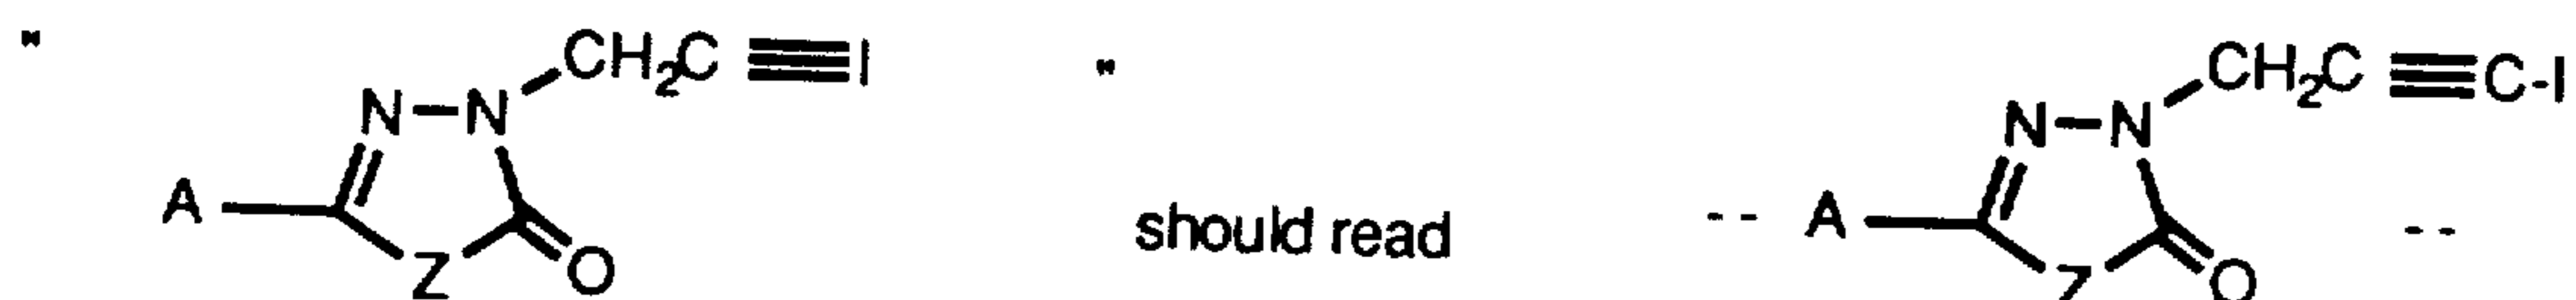 " CH₂C≡I " CH₂C≡C-I
N-N N-N
A should read -- A --
Z O Z O